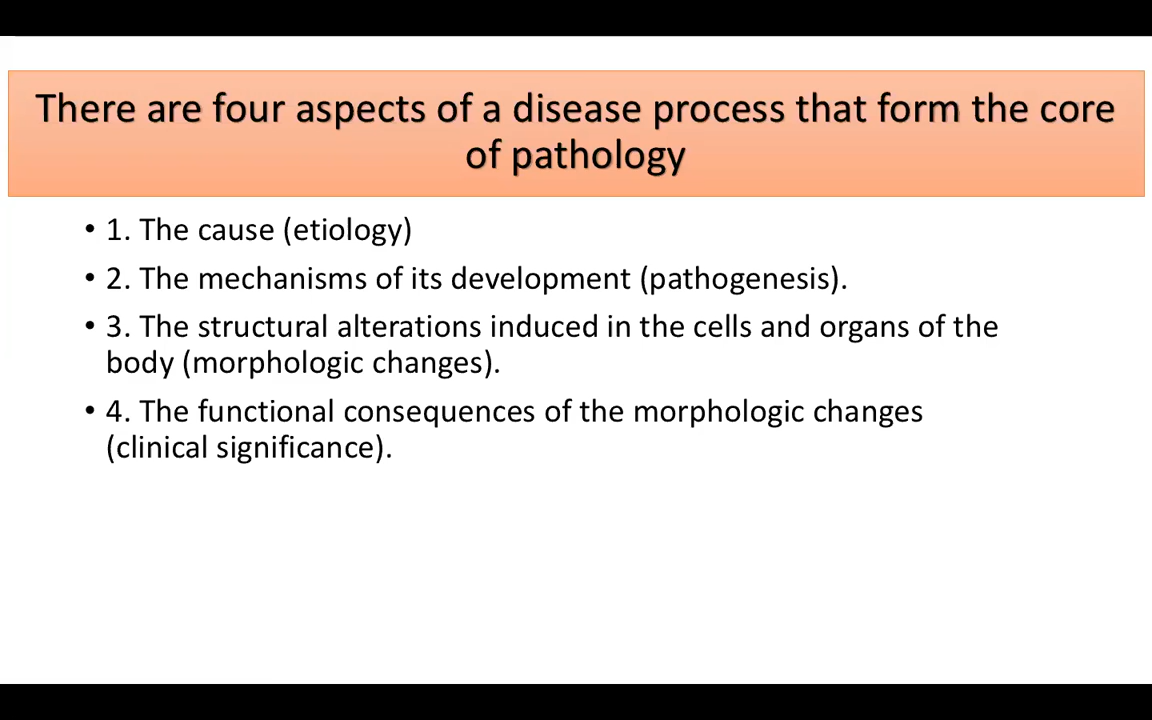 There are four aspects of a disease process that form the core
of pathology
• 1. The cause (etiology)
• 2. The mechanisms of its development (pathogenesis).
• 3. The structural alterations induced in the cells and organs of the
body (morphologic changes).
• 4. The functional consequences of the morphologic changes
(clinical significance).